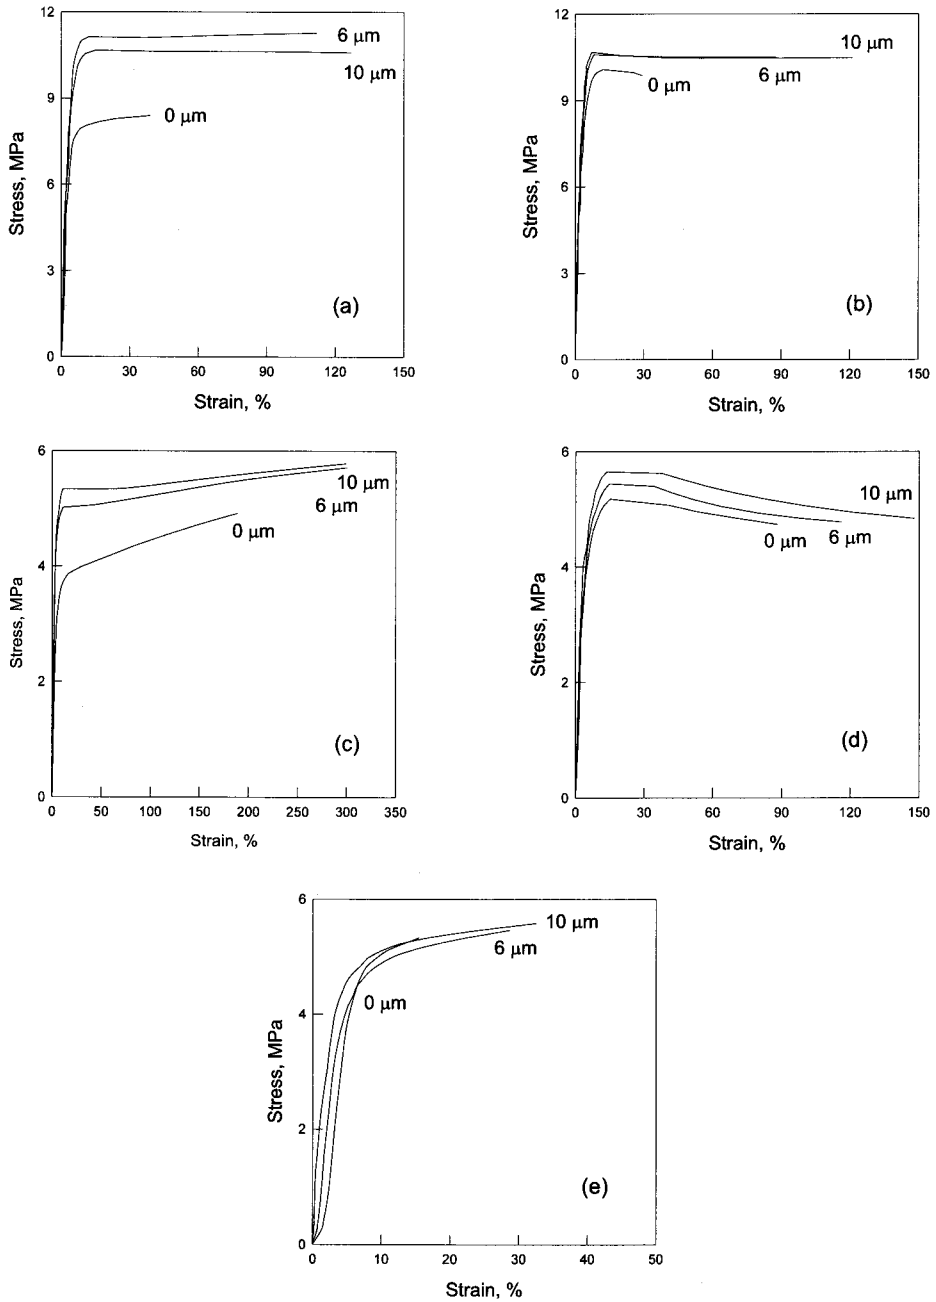 12
9
6
3
0
Stress, MPa
6 μm
10 μm
0 μm
(a)
0 30 60 90 120 150
Strain, %
12
9
6
3
0
Stress, MPa
10 μm
6 μm
0 μm
(b)
0 30 60 90 120 150
Strain, %
6
4
2
0
Stress, MPa
10 μm
6 μm
0 μm
(c)
0 50 100 150 200 250 300 350
Strain, %
6
4
2
0
Stress, MPa
10 μm
6 μm
0 μm
(d)
0 30 60 90 120 150
Strain, %
6
4
2
0
Stress, MPa
10 μm
6 μm
0 μm
(e)
0 10 20 30 40 50
Strain, %